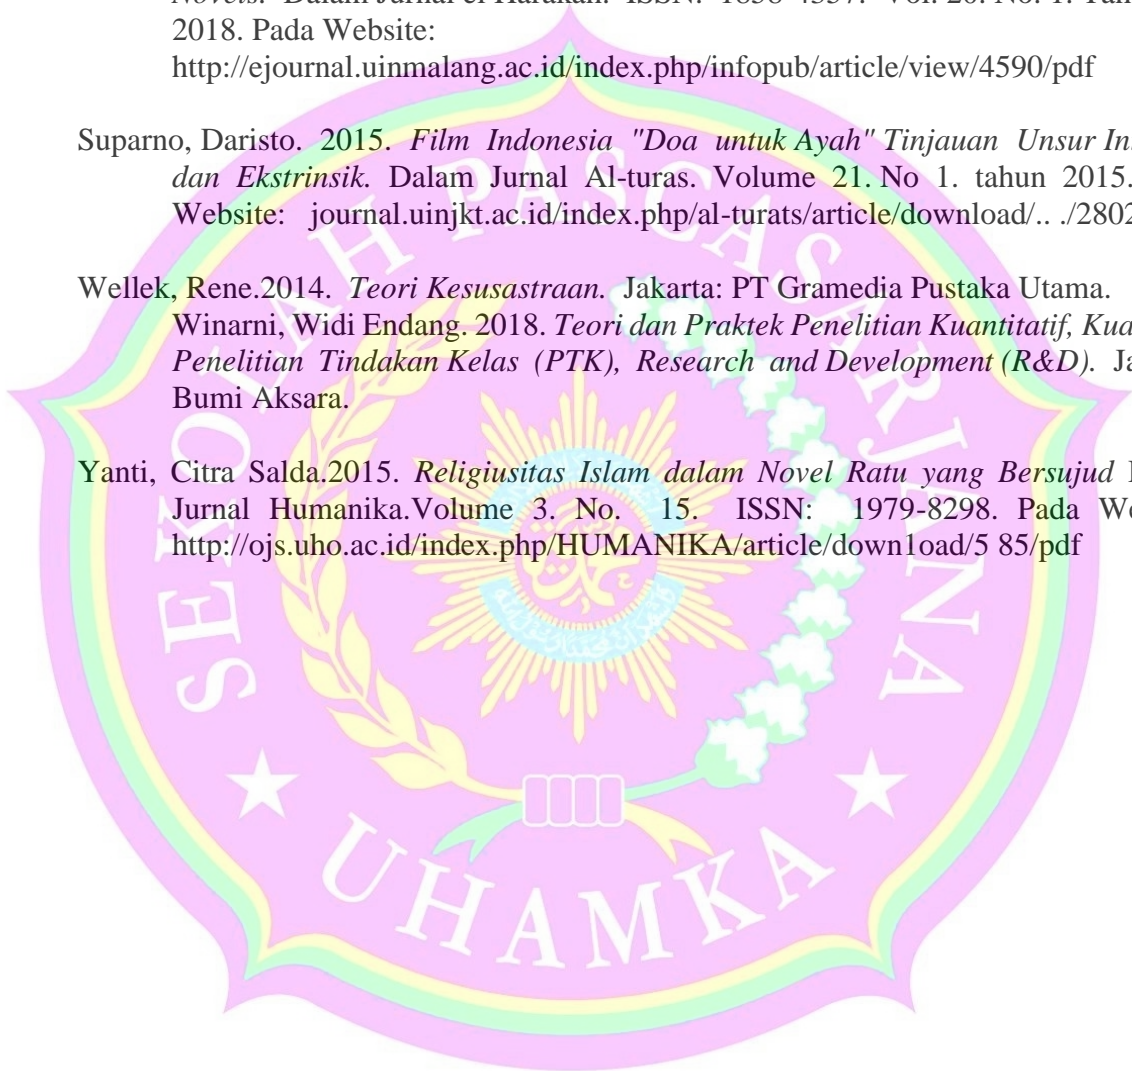 Novels. Dalam Jurnal el Harakah. ISSN: 1858-4357. Vol. 20. No. 1.
2018. Pada Website:
http://ejournal.uinmalang.ac.id/index.php/infopub/article/view/4590/pdf
Suparno, Daristo. 2015. Film Indonesia "Doa untuk Ayah" Tinjauan Unsur
dan Ekstrinsik. Dalam Jurnal Al-turas. Volume 21. No 1. tahun 2015.
Website: journal.uinjkt.ac.id/index.php/al-turats/article/download/.. ./2802
Wellek, Rene.2014. Teori Kesusastraan. Jakarta: PT Gramedia Pustaka Utama.
Winarni, Widi Endang. 2018. Teori dan Praktek Penelitian Kuantitatif,
Penelitian Tindakan Kelas (PTK), Research and Development (R&D).
Bumi Aksara.
Yanti, Citra Salda.2015. Religiusitas Islam dalam Novel Ratu yang Bersujud
Jurnal Humanika.Volume 3. No. 15. ISSN: 1979-8298. Pada
http://ojs.uho.ac.id/index.php/HUMANIKA/article/down1oad/5 85/pdf
SEKOLAH PASCASARJANA
UHAMKA